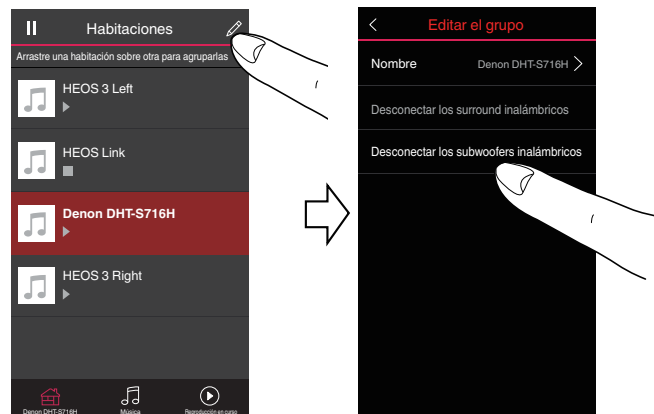 Habitaciones
Arrastre una habitación sobre otra para agruparlas
HEOS 3 Left
HEOS Link
Denon DHT-S716H
HEOS 3 Right
Denon DHT-S716H
Música
Reproducción en curso
Editar el grupo
Nombre
Denon DHT-S716H
Desconectar los surround inalámbricos
Desconectar los subwoofers inalámbricos